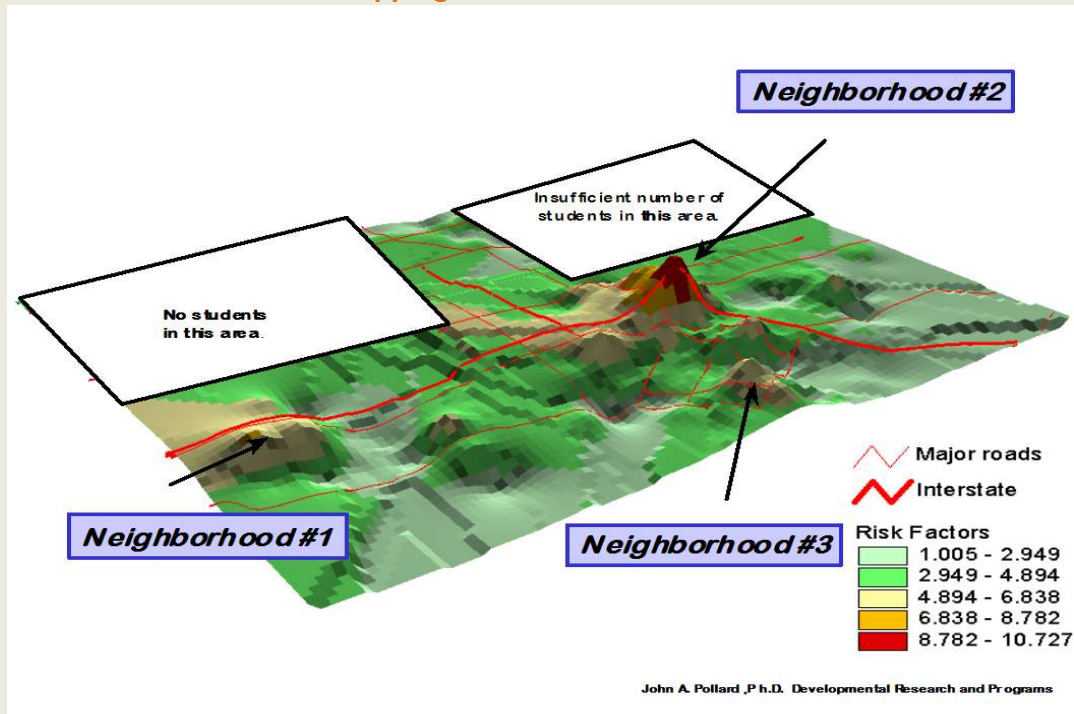 Neighborhood #2
Insufficient number of
students in this area.
No students
in this area.
Neighborhood #1
Neighborhood #3
Major roads
Interstate
Risk Factors
1.005 - 2.949
2.949 - 4.894
4.894 - 6.838
6.838 - 8.782
8.782 - 10.727
John A. Pollard ,Ph.D. Developmental Research and Programs